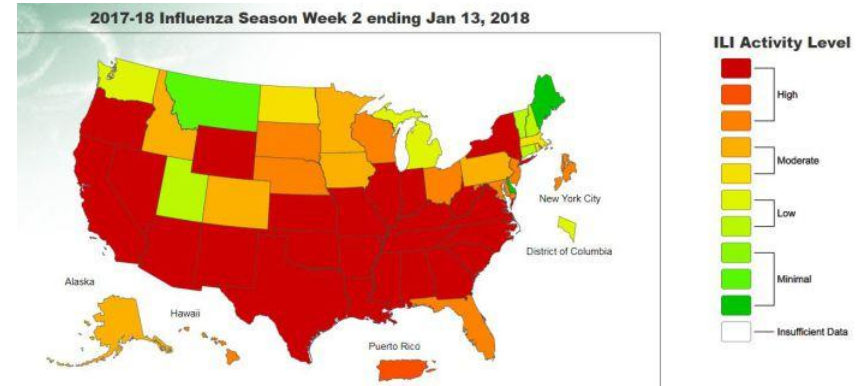 2017-18 Influenza Season Week 2 ending Jan 13, 2018
ILI Activity Level
High
Moderate
Low
Minimal
Insufficient Data
New York City
District of Columbia
Alaska
Hawaii
Puerto Rico